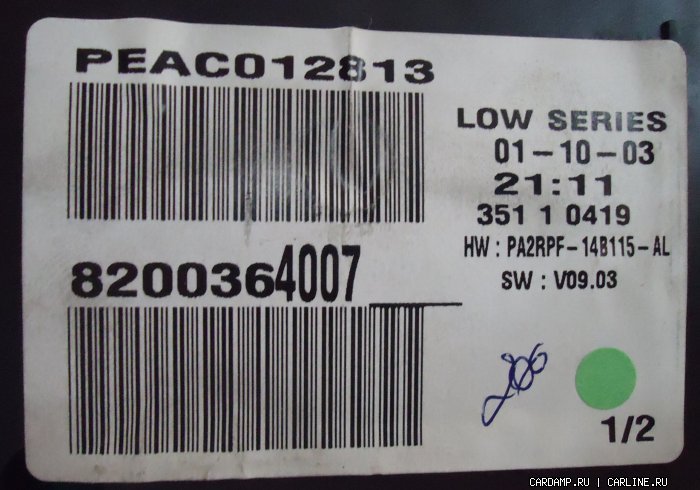 PEAC012813
LOW SERIES
01-10-03
21:11
351 1 0419
HW : PA2RPF-14B115-AL
SW : V09.03
8200364007
1/2
CARDAMP.RU | CARLINE.RU